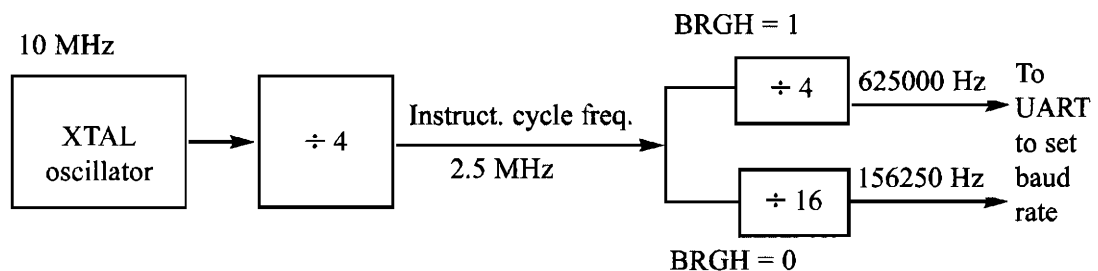 10 MHz
XTAL
oscillator
÷ 4
Instruct. cycle freq.
2.5 MHz
BRGH = 1
÷ 4
625000 Hz
÷ 16
156250 Hz
BRGH = 0
To
UART
to set
baud
rate